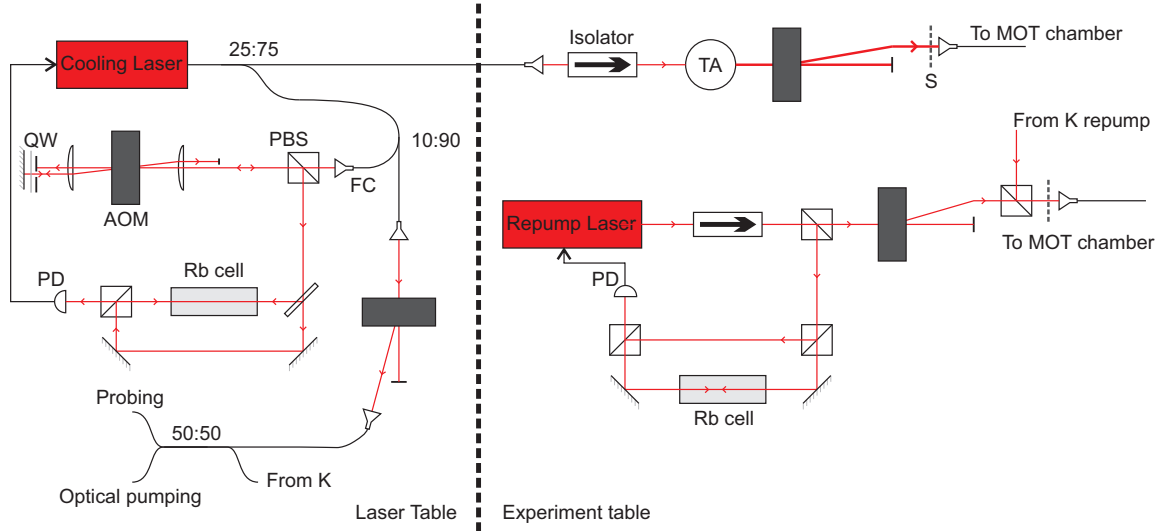 25:75
Isolator
To MOT chamber
Cooling Laser
TA
S
10:90
From K repump
QW
PBS
FC
AOM
Repump Laser
To MOT chamber
PD
Rb cell
PD
Rb cell
Probing
50:50
Optical pumping
From K
Laser Table
Experiment table